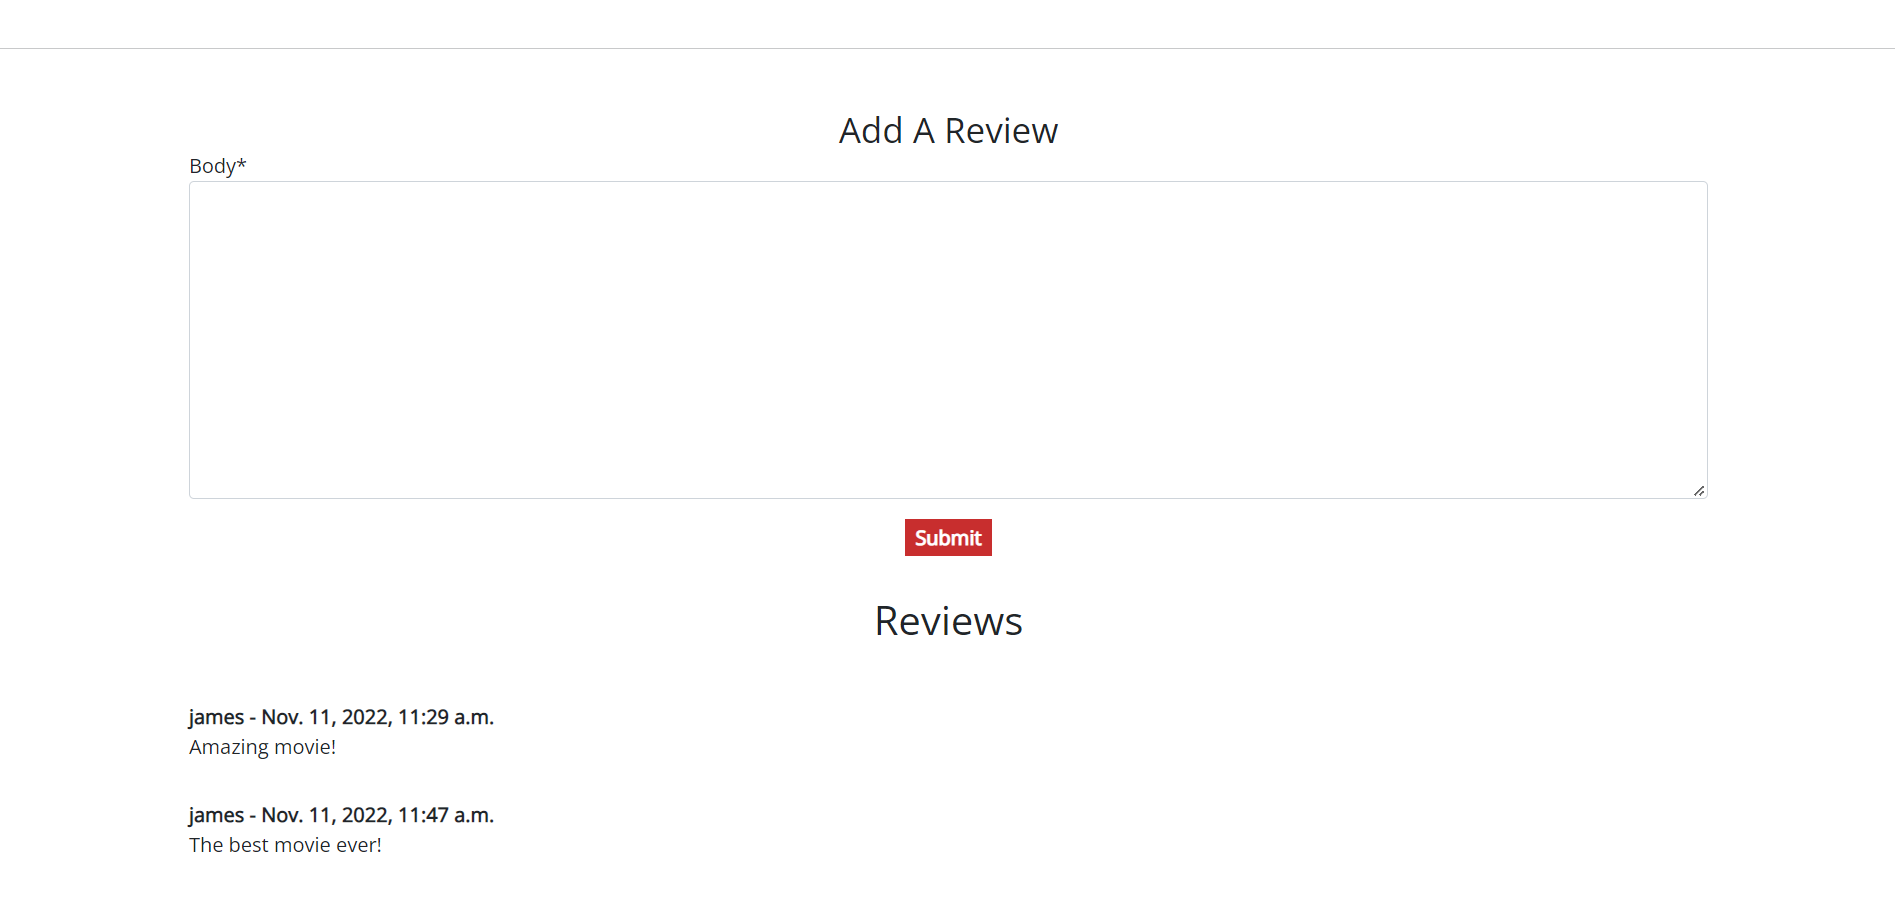 Add A Review
Body*
Submit
Reviews
james - Nov. 11, 2022, 11:29 a.m.
Amazing movie!
james - Nov. 11, 2022, 11:47 a.m.
The best movie ever!